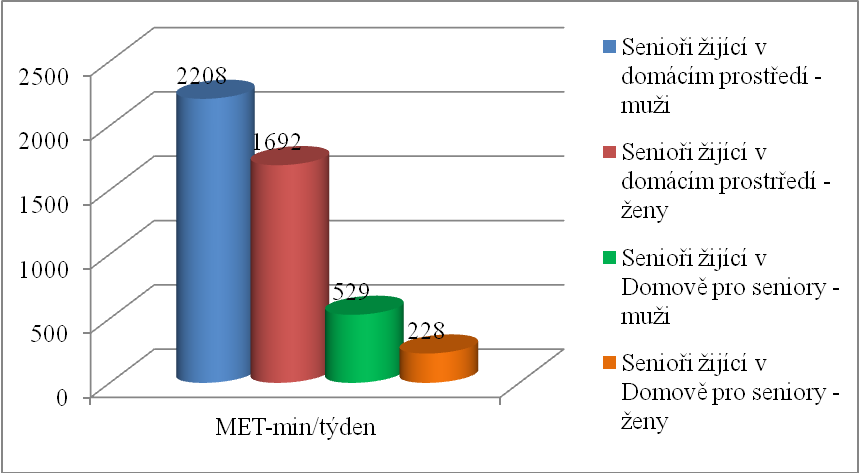 2500
2000
1500
1000
500
0
2208
1692
529
228
MET-min/týden
Senioři žijící v
domácím prostředí -
muži
Senioři žijící v
domácím prostrředí -
ženy
Senioři žijící v
Domově pro seniory -
muži
Senioři žijící v
Domově pro seniory -
ženy